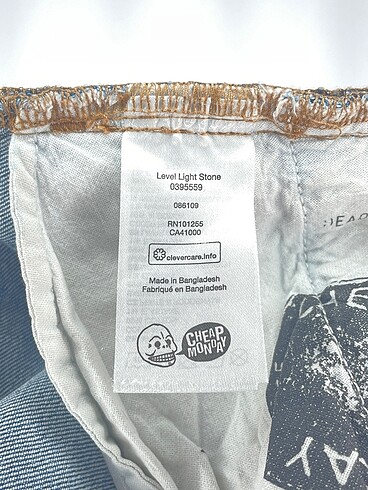 Level Light Stone
0395559
086109
RN101255
CA41000
clevercare.info
Made in Bangladesh
Fabriqué en Bangladesh
CHEAP
MONDAY